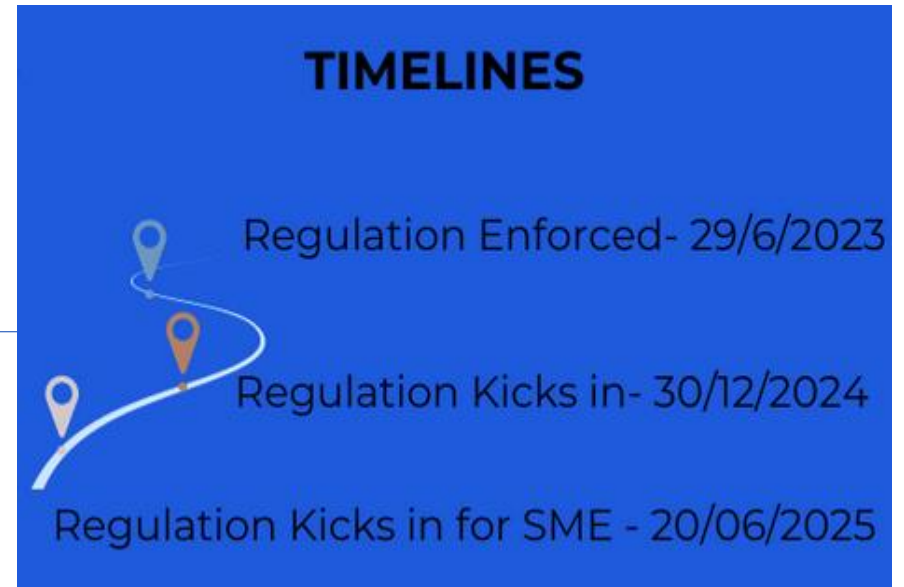 TIMELINES
Regulation Enforced- 29/6/2023
Regulation Kicks in- 30/12/2024
Regulation Kicks in for SME - 20/06/2025